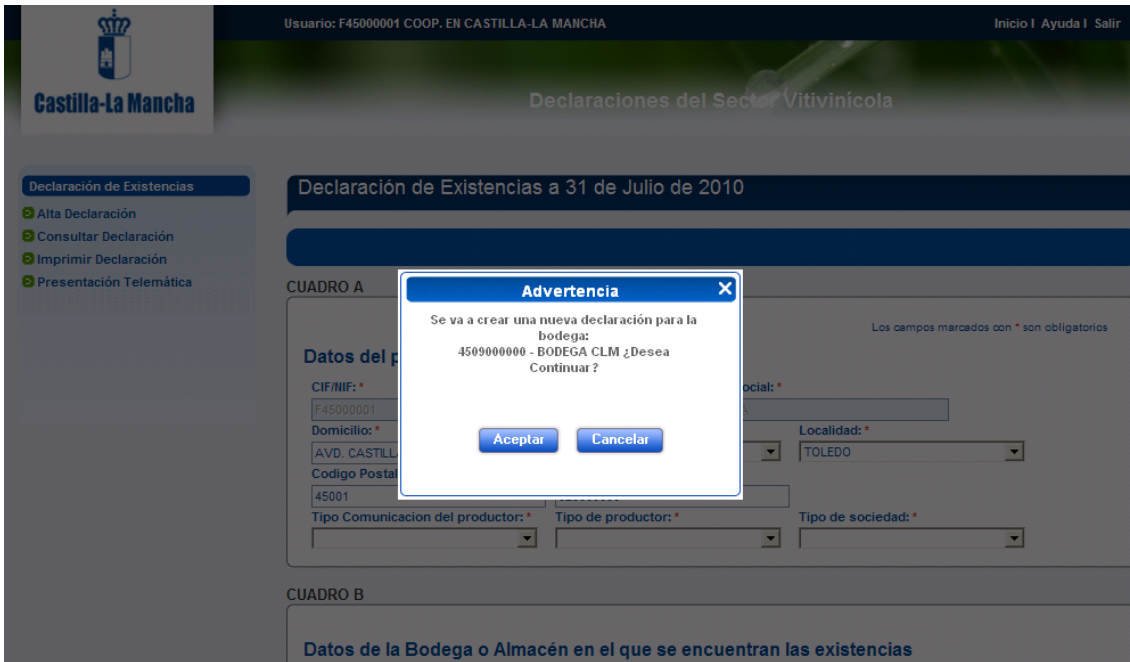 Usuario: F45000001 COOP. EN CASTILLA-LA MANCHA
Inicio I Ayuda I Salir
Castilla-La Mancha
Declaraciones del Sector Vitivinícola
Declaración de Existencias
Alta Declaración
Consultar Declaración
Imprimir Declaración
Presentación Telemática
Declaración de Existencias a 31 de Julio de 2010
CUADRO A
Advertencia
Se va a crear una nueva declaración para la
bodega:
4509000000 - BODEGA CLM ¿Desea
Continuar?
Aceptar Cancelar
Los campos marcados con * son obligatorios
Datos del
CIF/NIF: *
F45000001
Domicilio: * Localidad: *
AVD. TOLEDO
Codigo Postal
45001
Tipo Comunicacion del productor: * Tipo de productor: * Tipo de sociedad: *
CUADRO B
Datos de la Bodega o Almacén en el que se encuentran las existencias